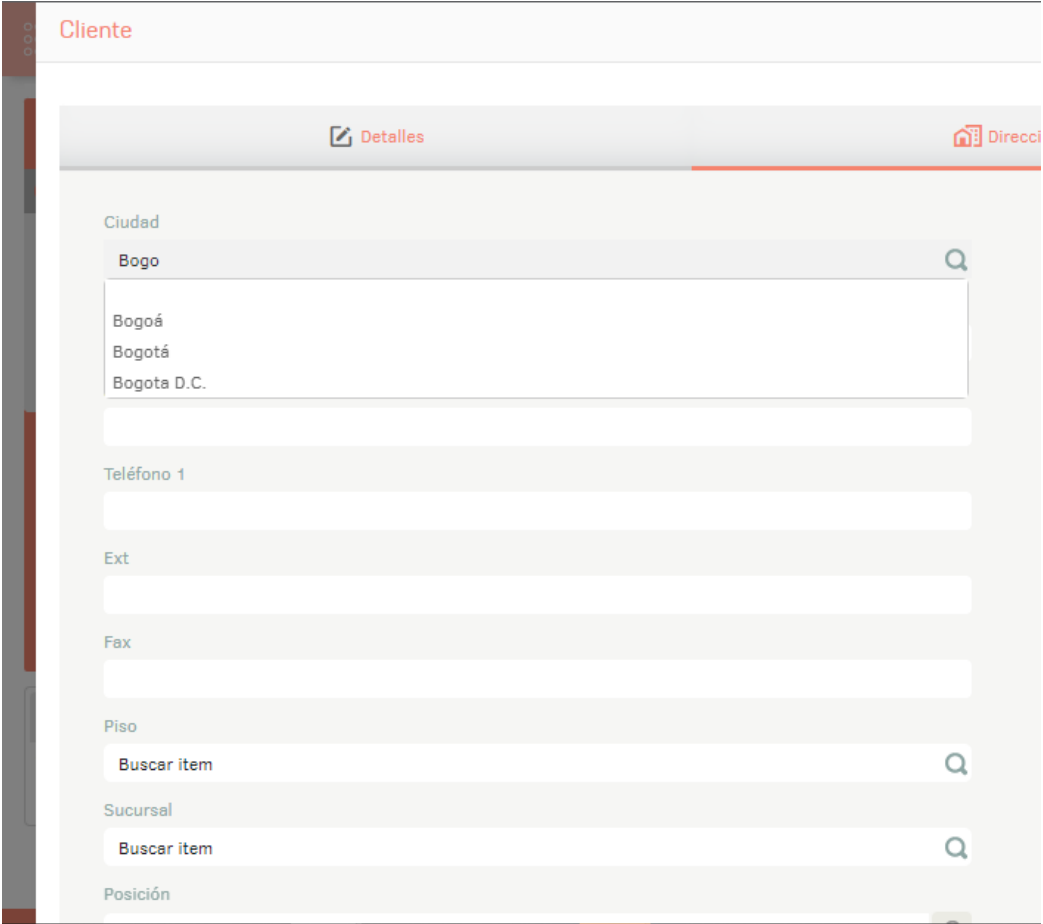 Cliente
Detalles
Direcci
Ciudad
Bogo
Bogoá
Bogotá
Bogota D.C.
Teléfono 1
Ext
Fax
Piso
Buscar item
Sucursal
Buscar item
Posición